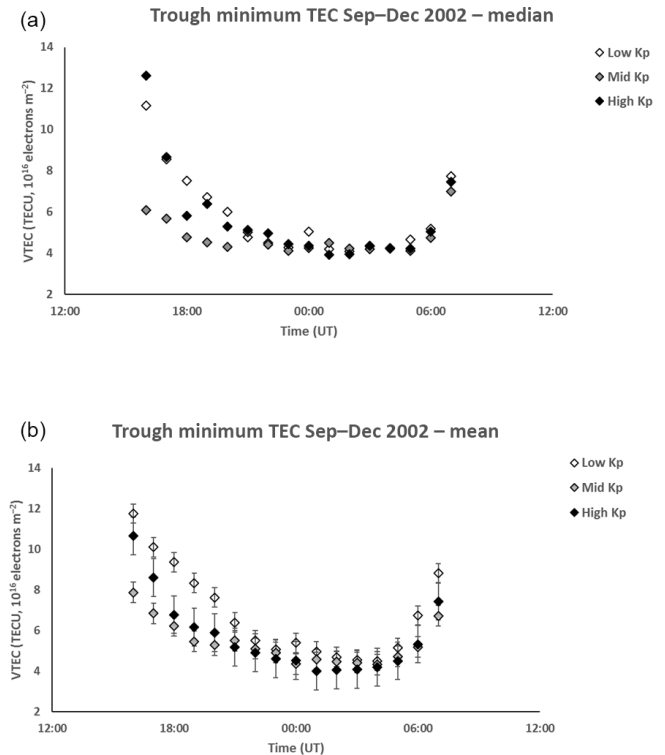 (a)
Trough minimum TEC Sep–Dec 2002 – median
14
12
10
8
6
4
2
VTEC (TECU, 10¹⁶ electrons m⁻²)
12:00 18:00 00:00 06:00 12:00
Time (UT)
Low Kp
Mid Kp
High Kp
(b)
Trough minimum TEC Sep–Dec 2002 – mean
14
12
10
8
6
4
2
VTEC (TECU, 10¹⁶ electrons m⁻²)
12:00 18:00 00:00 06:00 12:00
Time (UT)
Low Kp
Mid Kp
High Kp